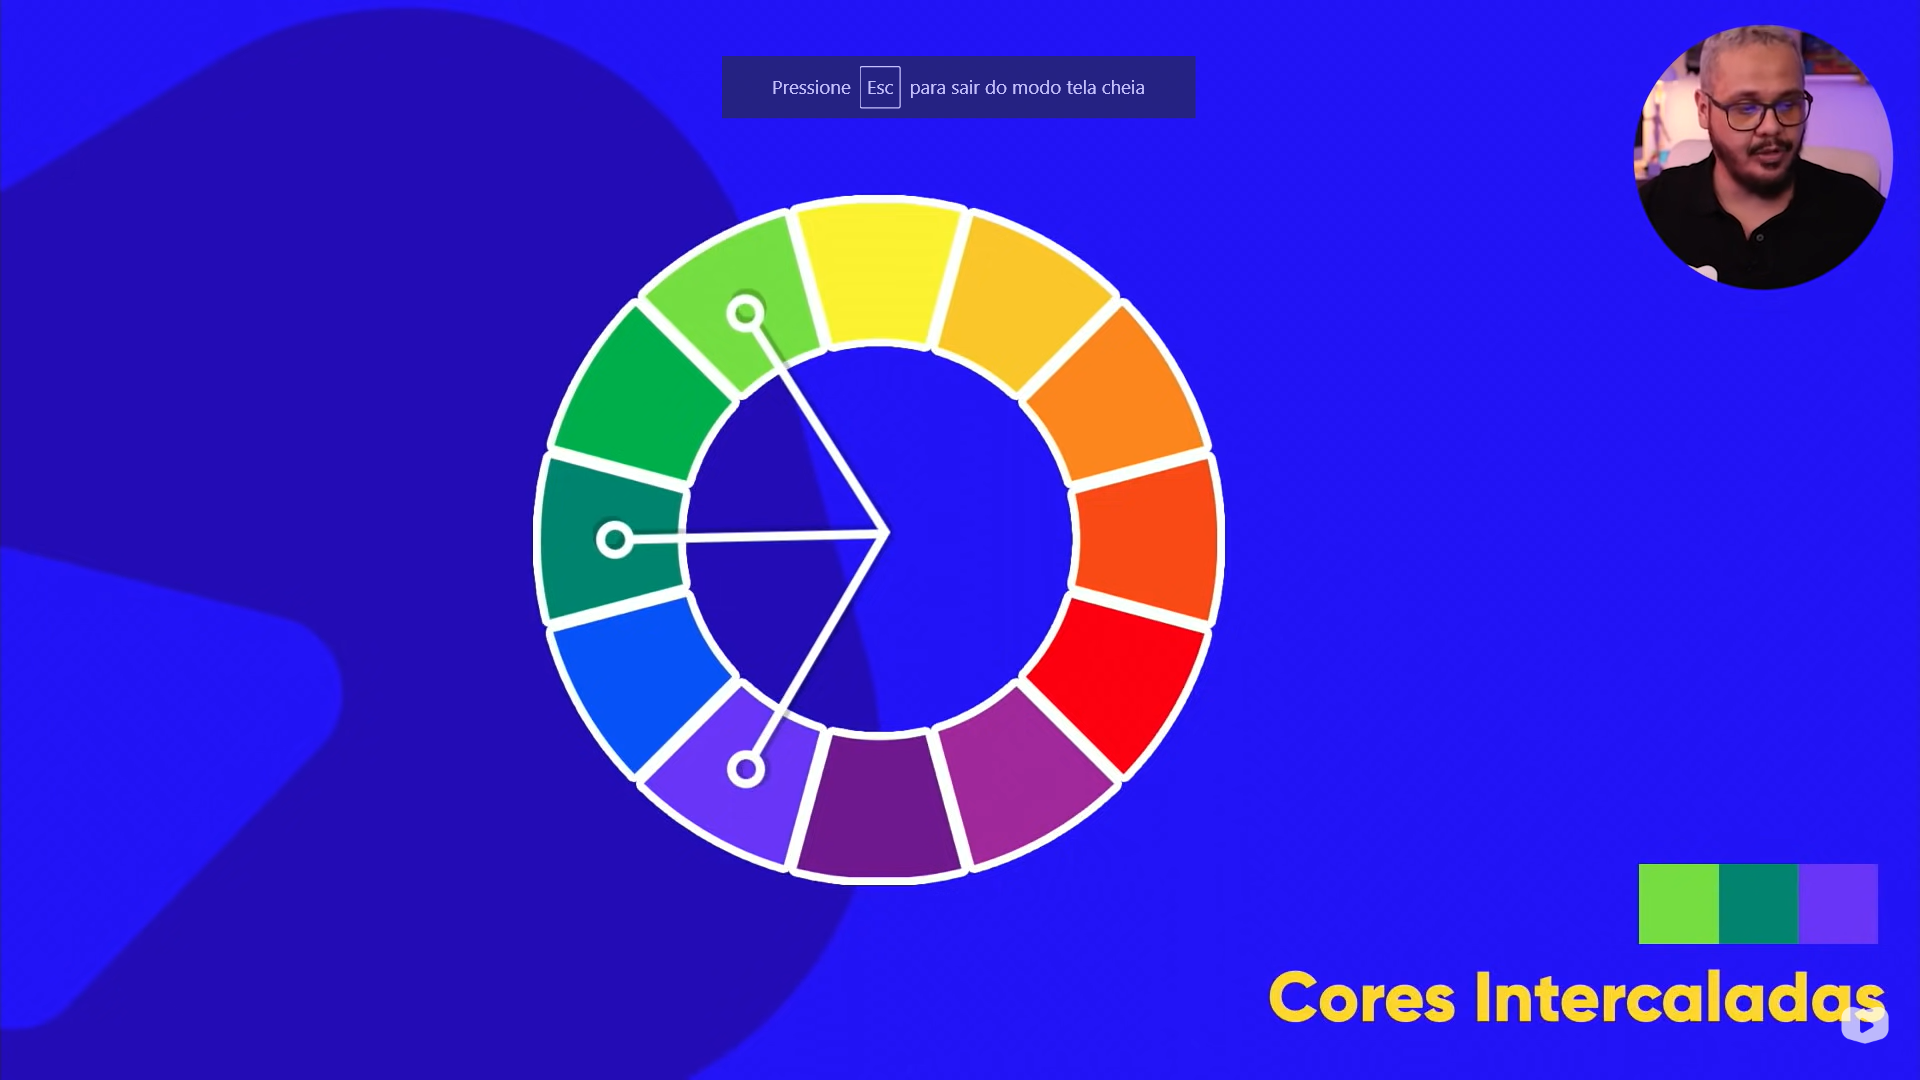 Pressione Esc para sair do modo tela cheia
Cores Intercaladas